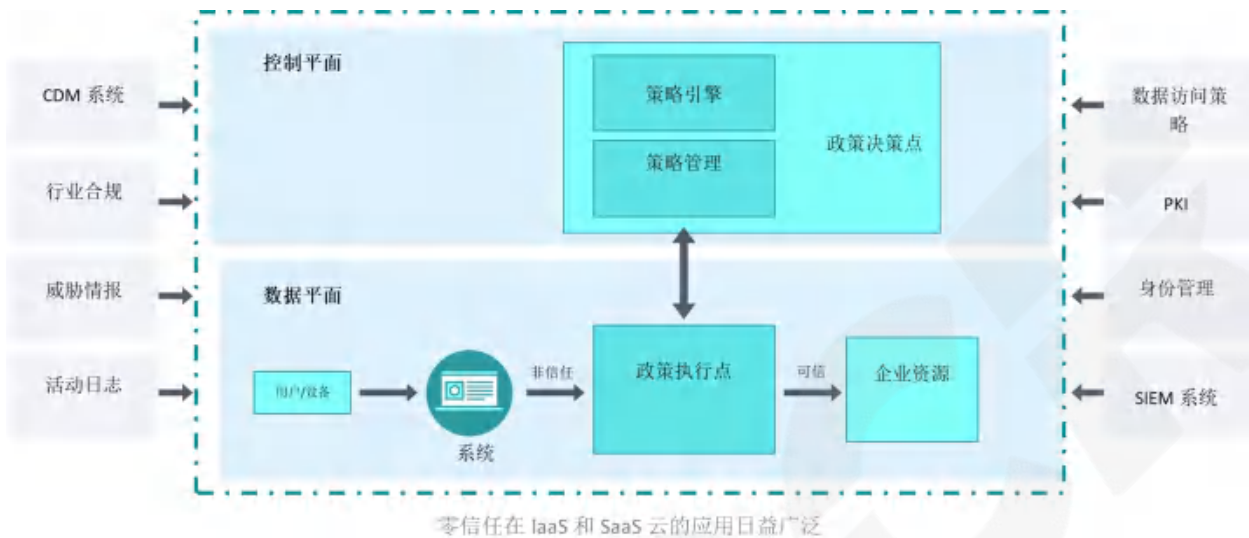 控制平面
策略引擎
策略管理
政策决策点
CDM 系统
行业合规
威胁情报
活动日志
数据访问策
略
PKI
身份管理
SIEM 系统
数据平面
用户/设备
系统
非信任
政策执行点
可信
企业资源
零信任在 IaaS 和 SaaS 云的应用日益广泛